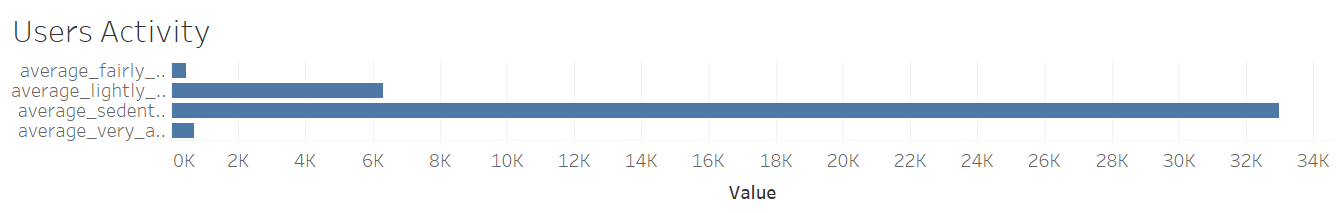 Users Activity
average_fairly_..
average_lightly_..
average_sedent..
average_very_a..
0K 2K 4K 6K 8K 10K 12K 14K 16K 18K 20K 22K 24K 26K 28K 30K 32K 34K
Value